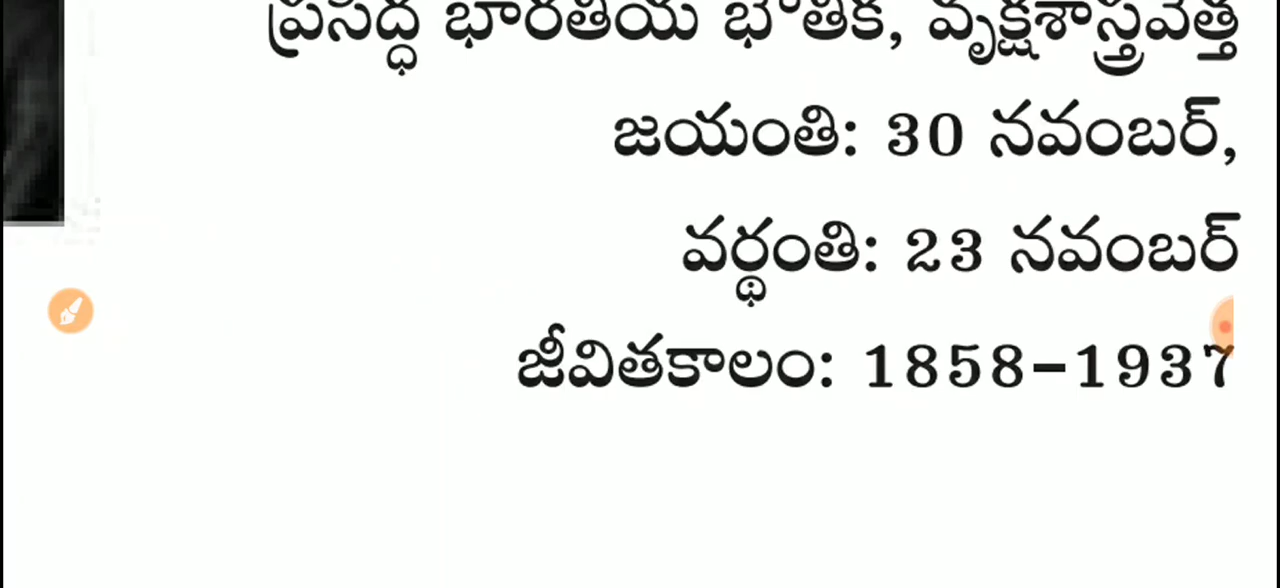 ప్రసిద్ధ భారతీయ భౌతిక, వృక్షశాస్త్రవేత్త
జయంతి: 30 నవంబర్,
వర్థంతి: 23 నవంబర్
జీవితకాలం: 1858-1937